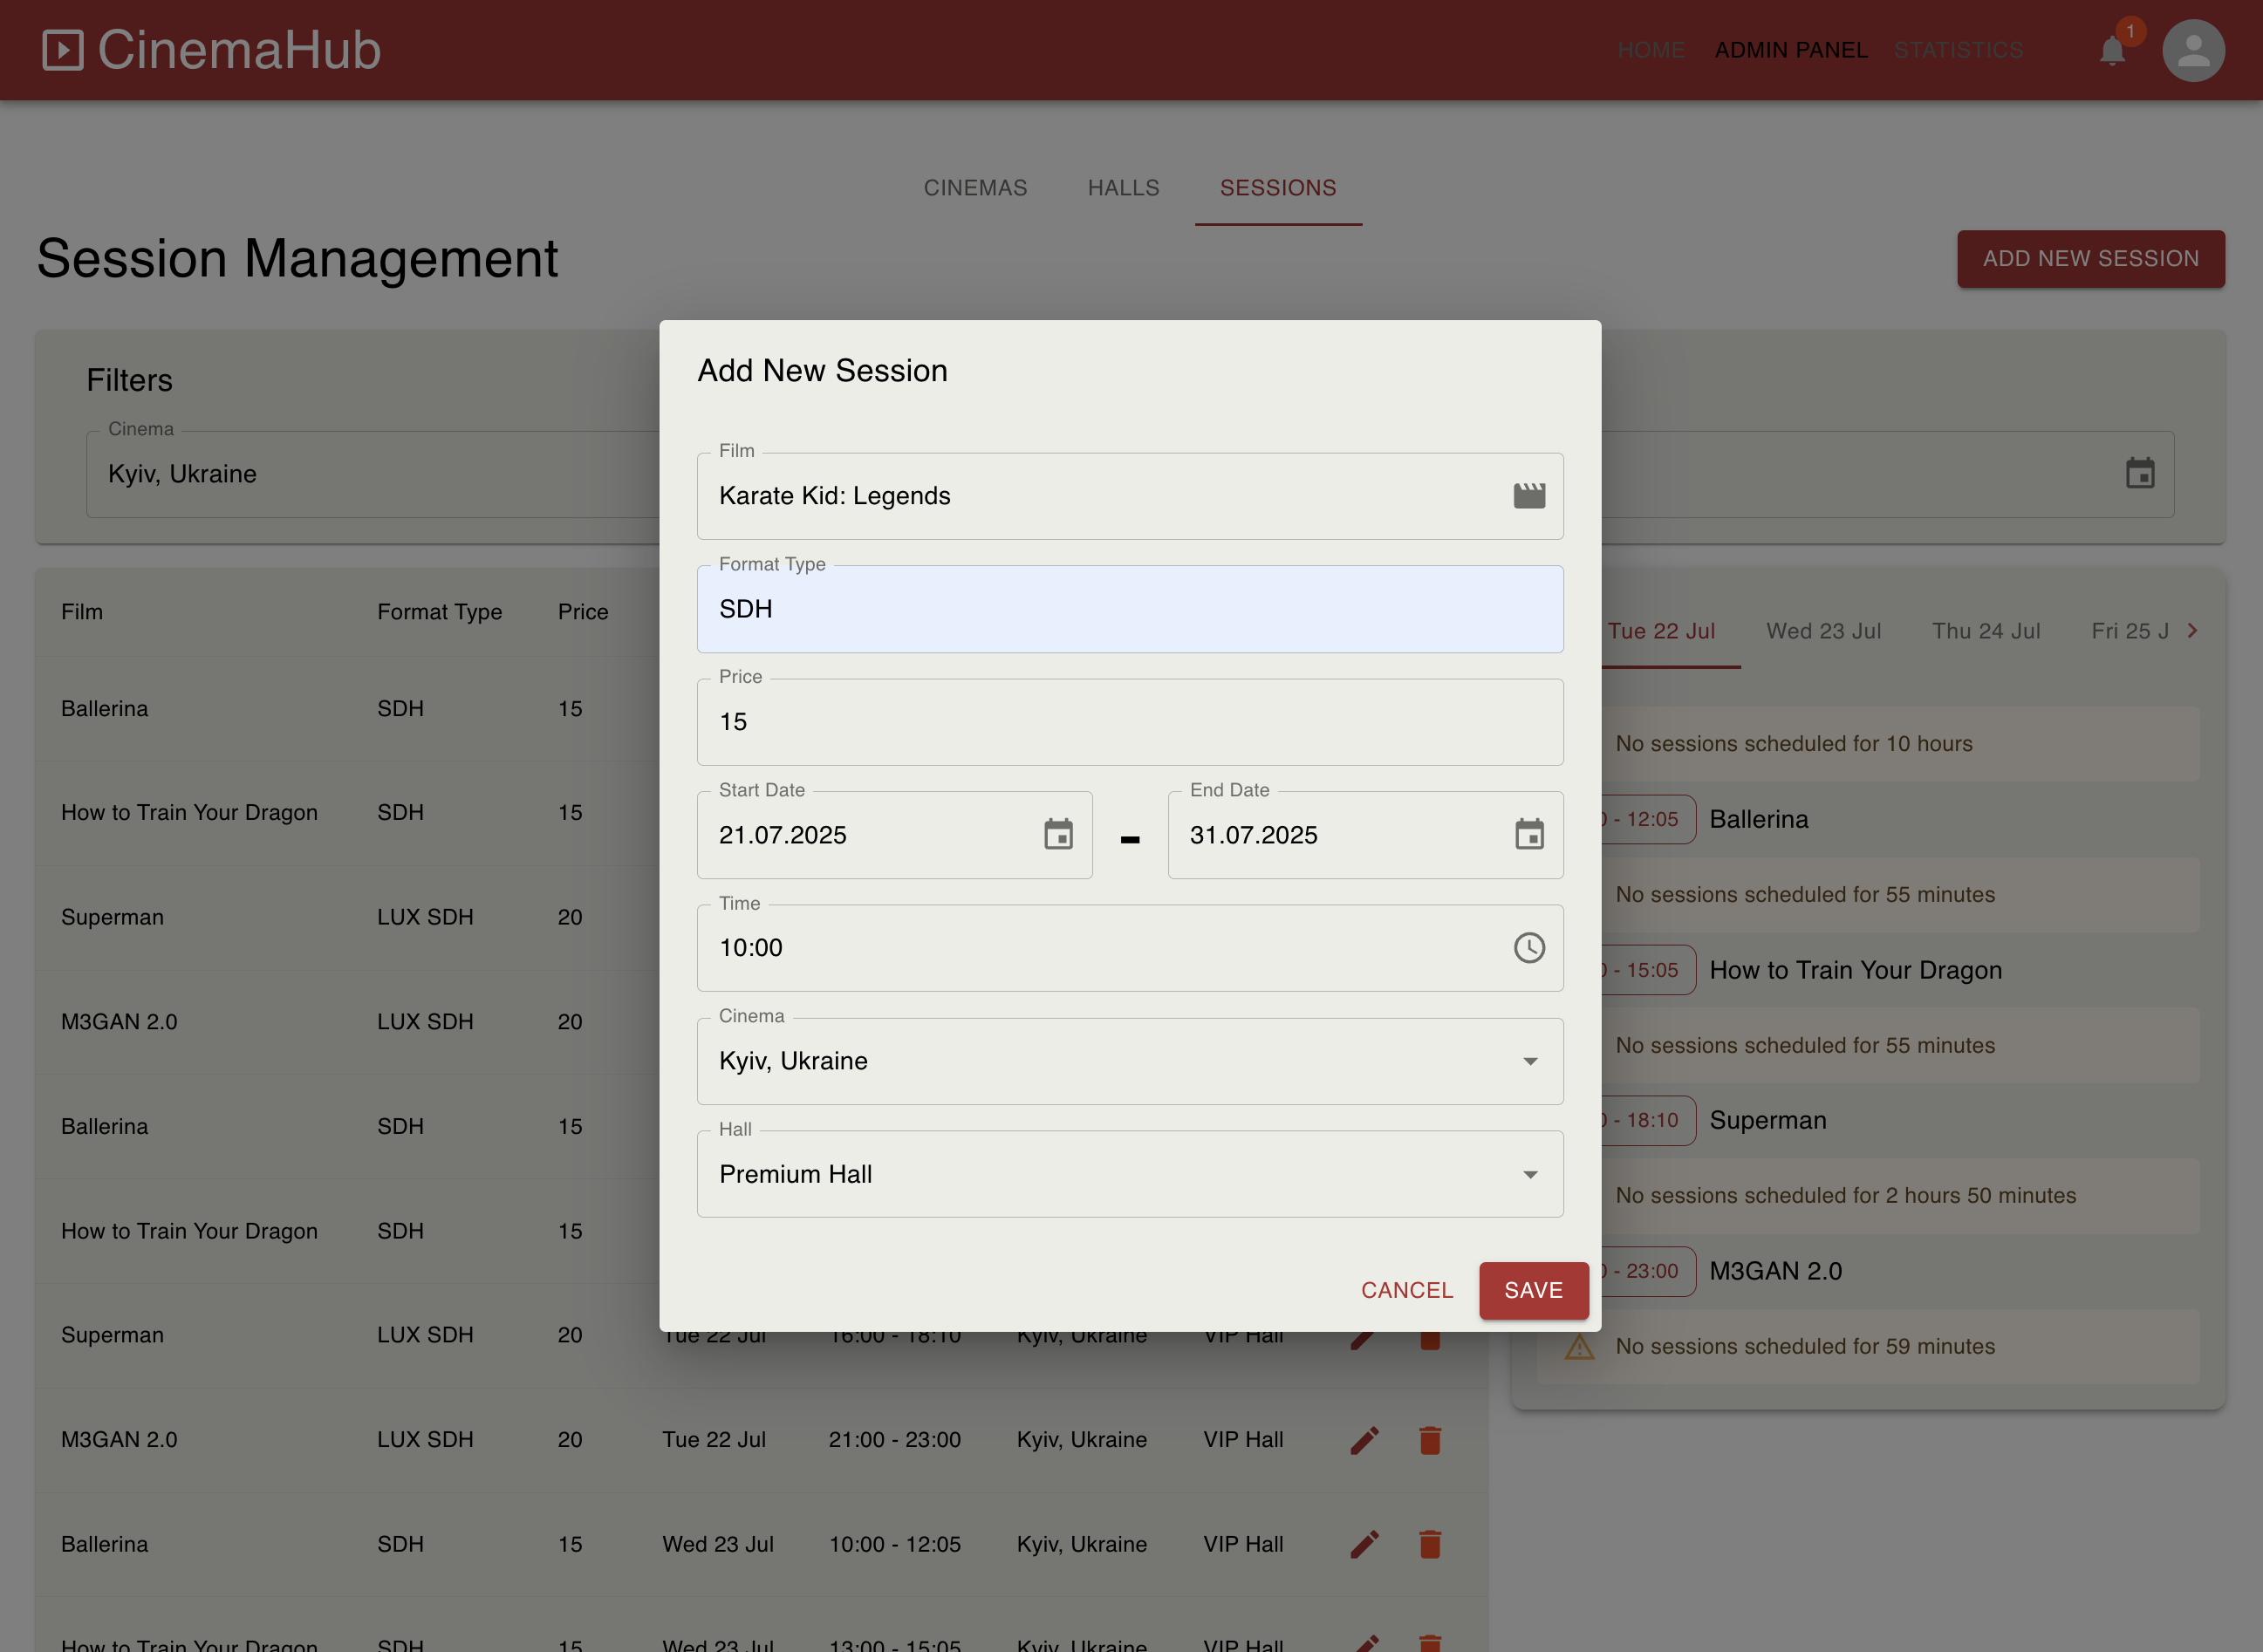 CinemaHub
HOME ADMIN PANEL STATISTICS 1
CINEMAS HALLS SESSIONS
Session Management
ADD NEW SESSION
Filters
Cinema
Kyiv, Ukraine
Add New Session
Film
Karate Kid: Legends
Format Type
SDH
Price
15
Start Date
21.07.2025
-
End Date
31.07.2025
Time
10:00
Cinema
Kyiv, Ukraine
Hall
Premium Hall
CANCEL SAVE
Film Format Type Price
Ballerina SDH 15
How to Train Your Dragon SDH 15
Superman LUX SDH 20
M3GAN 2.0 LUX SDH 20
Ballerina SDH 15
How to Train Your Dragon SDH 15
Superman LUX SDH 20 Tue 22 Jul 16:00 - 18:10 Kyiv, Ukraine VIP Hall
M3GAN 2.0 LUX SDH 20 Tue 22 Jul 21:00 - 23:00 Kyiv, Ukraine VIP Hall
Ballerina SDH 15 Wed 23 Jul 10:00 - 12:05 Kyiv, Ukraine VIP Hall
How to Train Your Dragon SDH 15 Wed 23 Jul 13:00 - 15:05 Kyiv, Ukraine VIP Hall
Tue 22 Jul Wed 23 Jul Thu 24 Jul Fri 25 J
No sessions scheduled for 10 hours
0 - 12:05 Ballerina
No sessions scheduled for 55 minutes
0 - 15:05 How to Train Your Dragon
No sessions scheduled for 55 minutes
0 - 18:10 Superman
No sessions scheduled for 2 hours 50 minutes
0 - 23:00 M3GAN 2.0
No sessions scheduled for 59 minutes